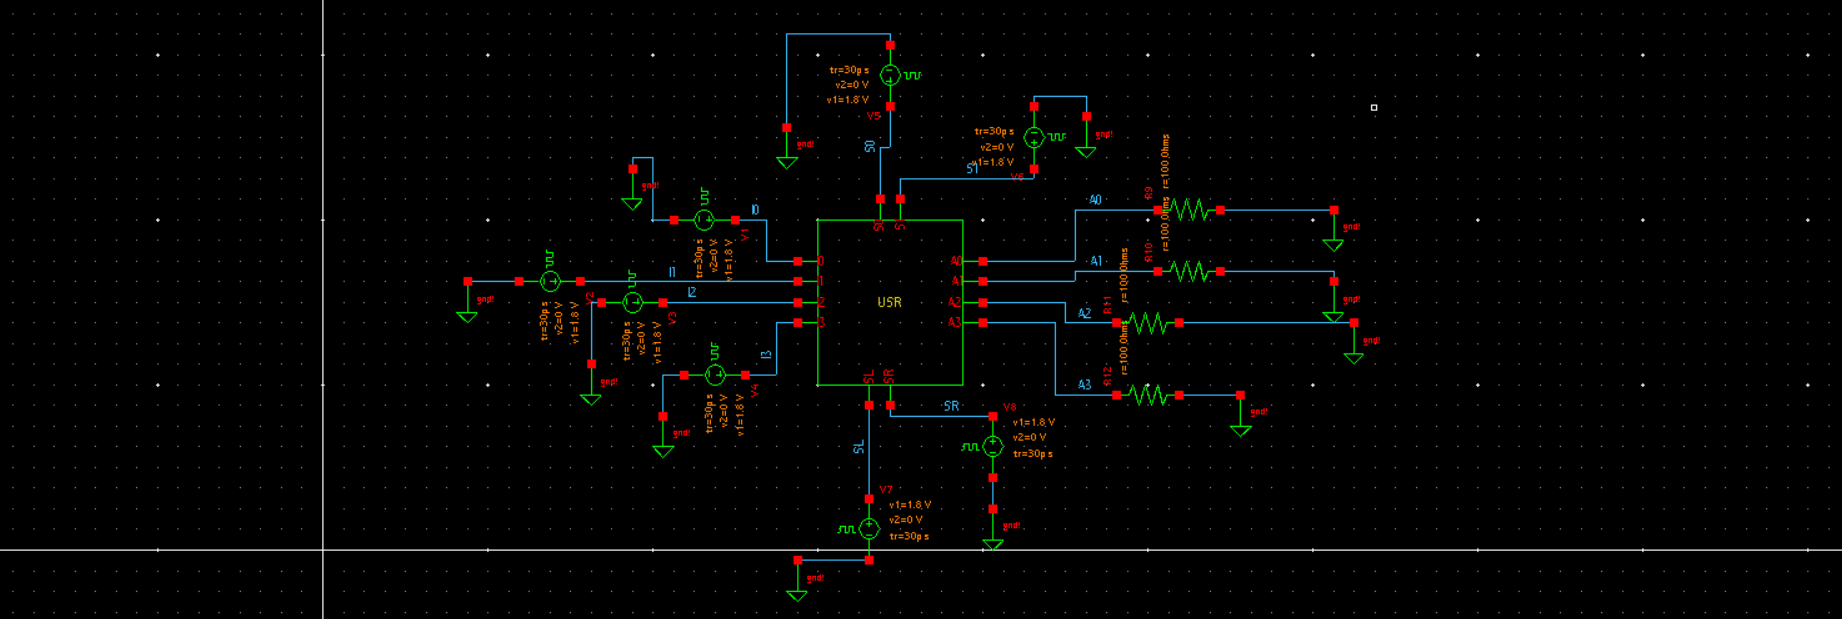 tr=30p s
v2=0 V
v1=1.8 V
V5
gnd!
S0
tr=30p s
v2=0 V
v1=1.8 V
V6
gnd!
S1
gnd!
I0
V1
tr=30p s
v2=0 V
v1=1.8 V
I1
V2
gnd!
tr=30p s
v2=0 V
v1=1.8 V
I2
V3
gnd!
tr=30p s
v2=0 V
v1=1.8 V
I3
V4
gnd!
tr=30p s
v2=0 V
v1=1.8 V
0
1
2
3
USR
A0
A1
A2
A3
SL
SR
A0
R9
r=100.0hms
gnd!
A1
R10
r=100.0hms
gnd!
A2
R11
r=100.0hms
gnd!
A3
R12
r=100.0hms
gnd!
SR
V8
v1=1.8 V
v2=0 V
tr=30p s
gnd!
SL
V7
v1=1.8 V
v2=0 V
tr=30p s
gnd!